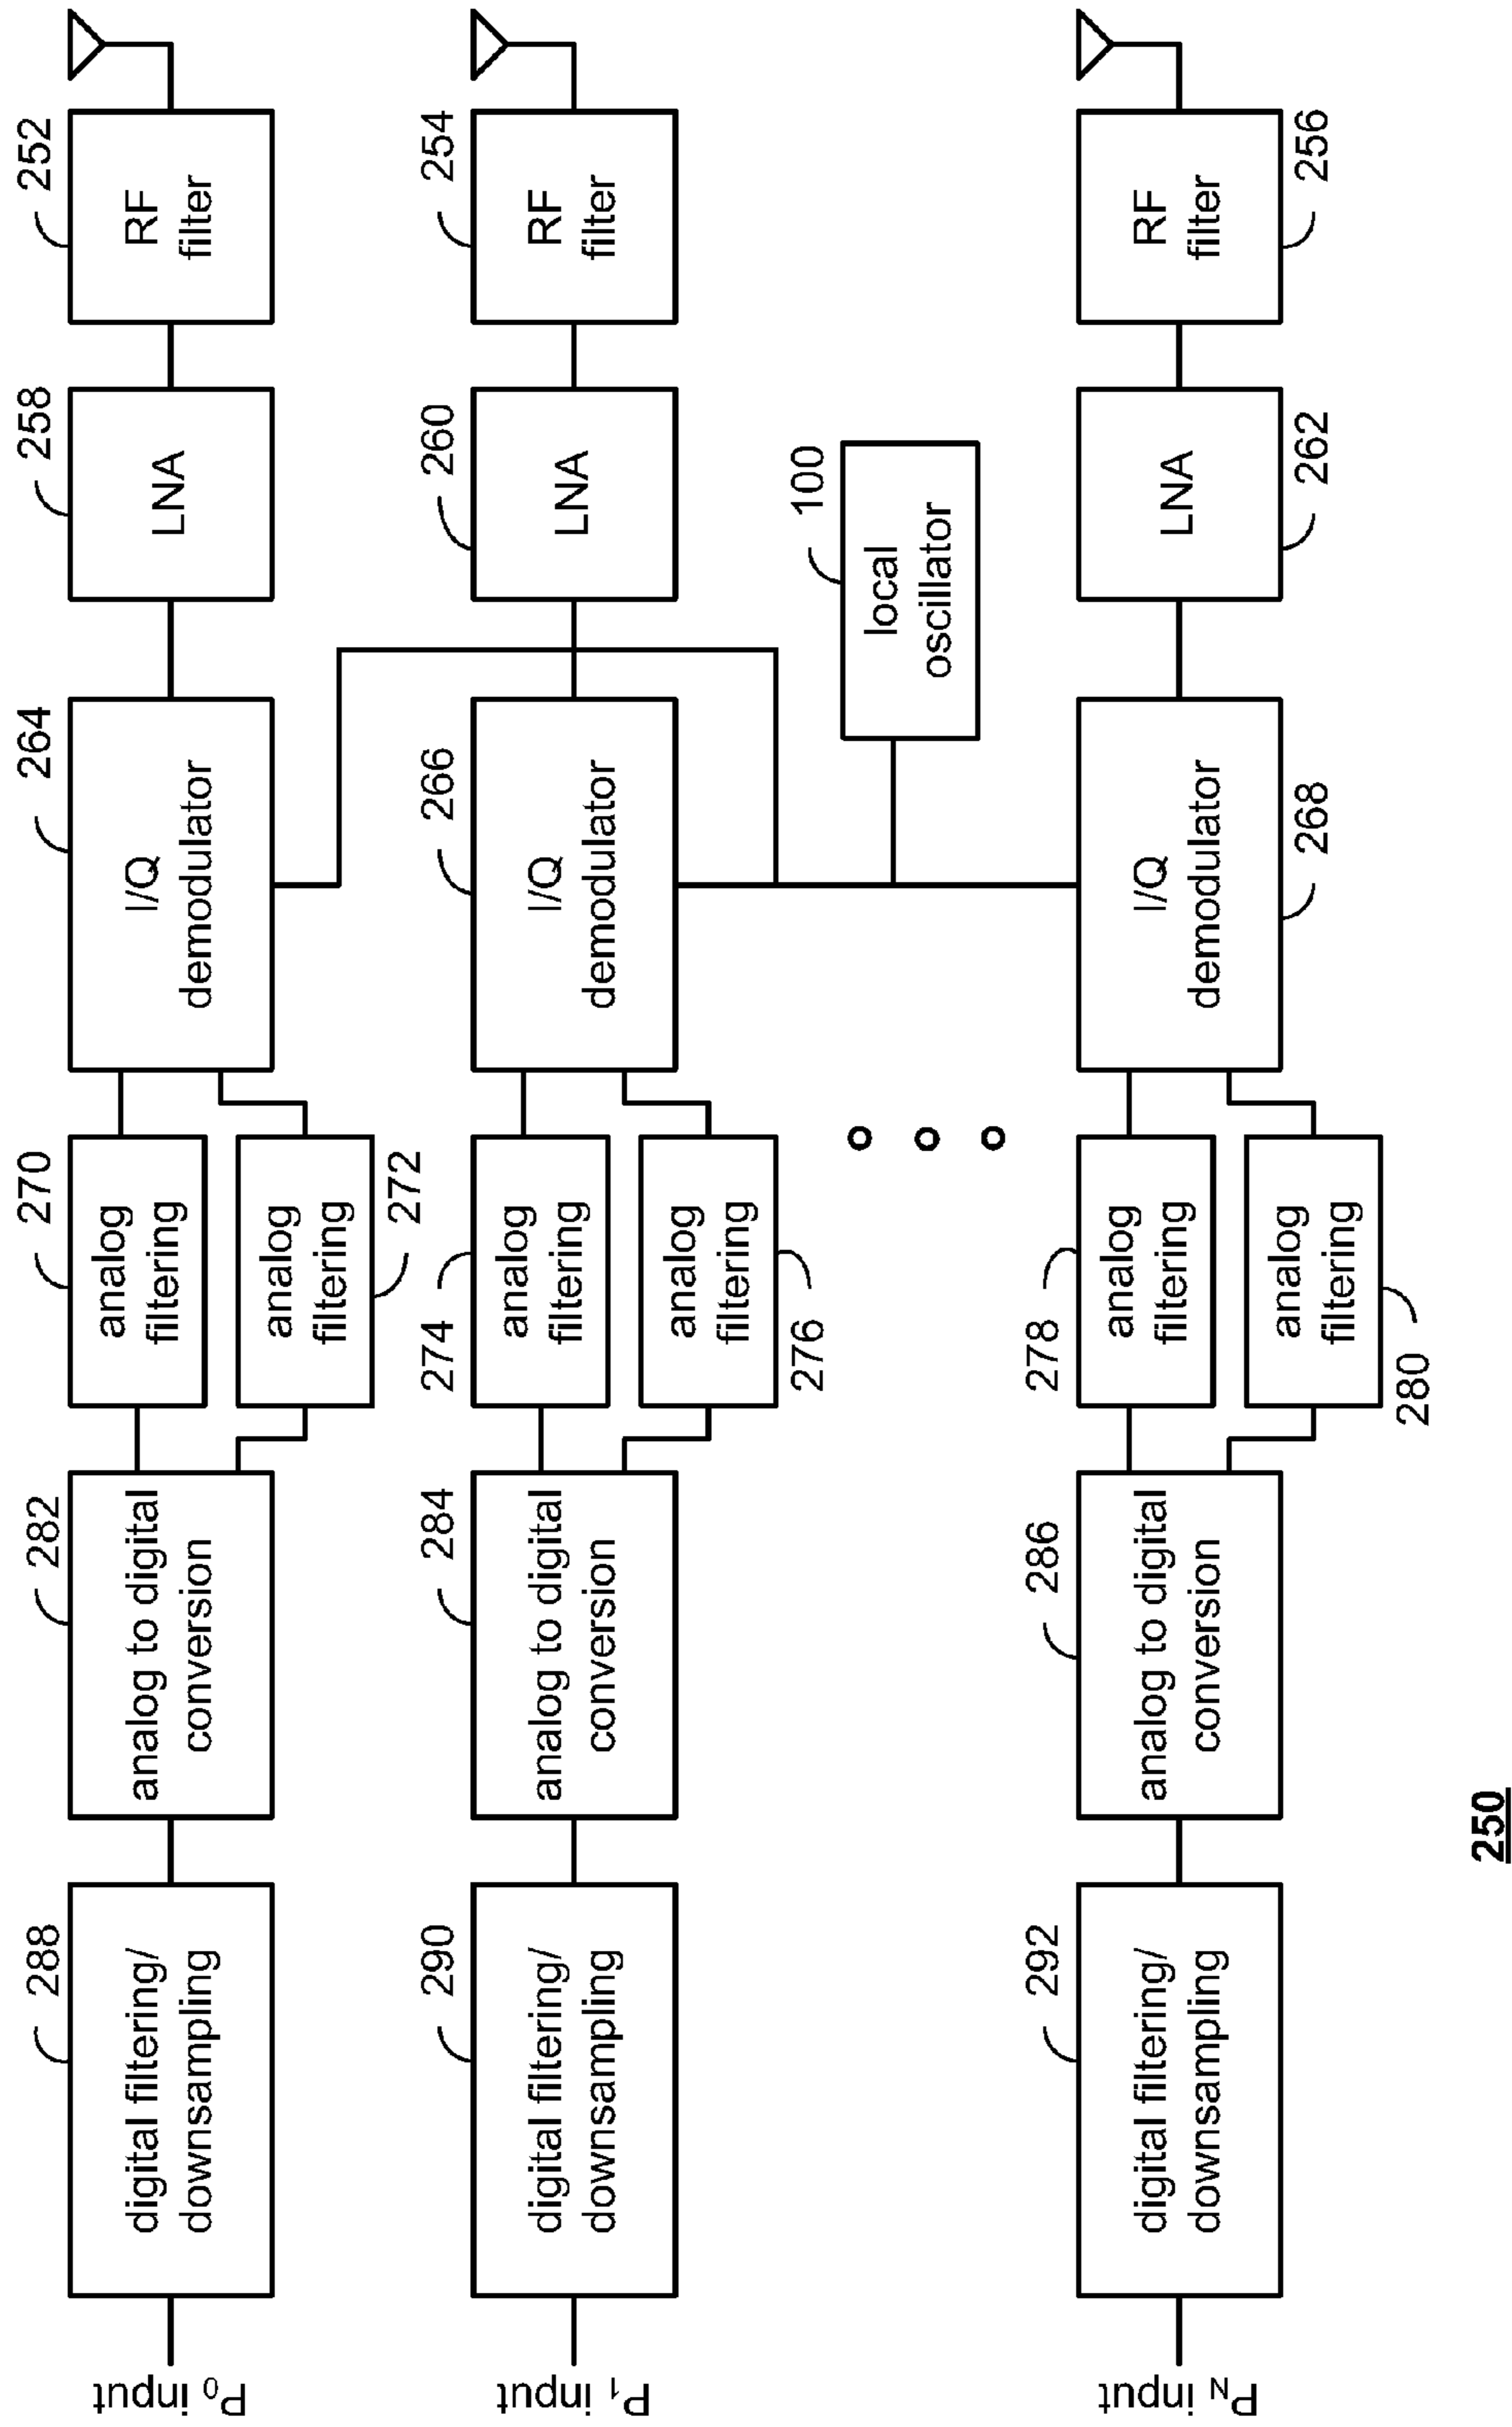 252
RF
filter
258
LNA
264
I/Q
demodulator
270
analog
filtering
analog
filtering
272
282
analog to digital
conversion
288
digital filtering/
downsampling
P0 input
254
RF
filter
260
LNA
266
I/Q
demodulator
274
analog
filtering
analog
filtering
276
284
analog to digital
conversion
290
digital filtering/
downsampling
P1 input
100
local
oscillator
RF
filter
256
LNA
262
I/Q
demodulator
268
278
analog
filtering
analog
filtering
280
286
analog to digital
conversion
292
digital filtering/
downsampling
PN input
250